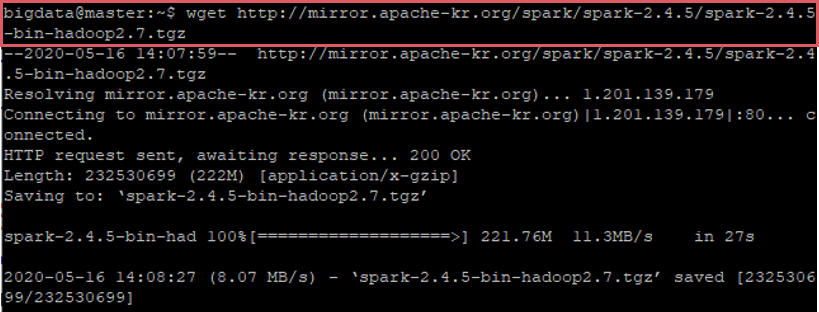 bigdata@master:~$ wget http://mirror.apache-kr.org/spark/spark-2.4.5/spark-2.4.5
-bin-hadoop2.7.tgz
--2020-05-16 14:07:59--  http://mirror.apache-kr.org/spark/spark-2.4.5/spark-2.4
.5-bin-hadoop2.7.tgz
Resolving mirror.apache-kr.org (mirror.apache-kr.org)... 1.201.139.179
Connecting to mirror.apache-kr.org (mirror.apache-kr.org)|1.201.139.179|:80... c
onnected.
HTTP request sent, awaiting response... 200 OK
Length: 232530699 (222M) [application/x-gzip]
Saving to: ‘spark-2.4.5-bin-hadoop2.7.tgz’
spark-2.4.5-bin-had 100%[===================>] 221.76M  11.3MB/s    in 27s
2020-05-16 14:08:27 (8.07 MB/s) - ‘spark-2.4.5-bin-hadoop2.7.tgz’ saved [2325306
99/232530699]